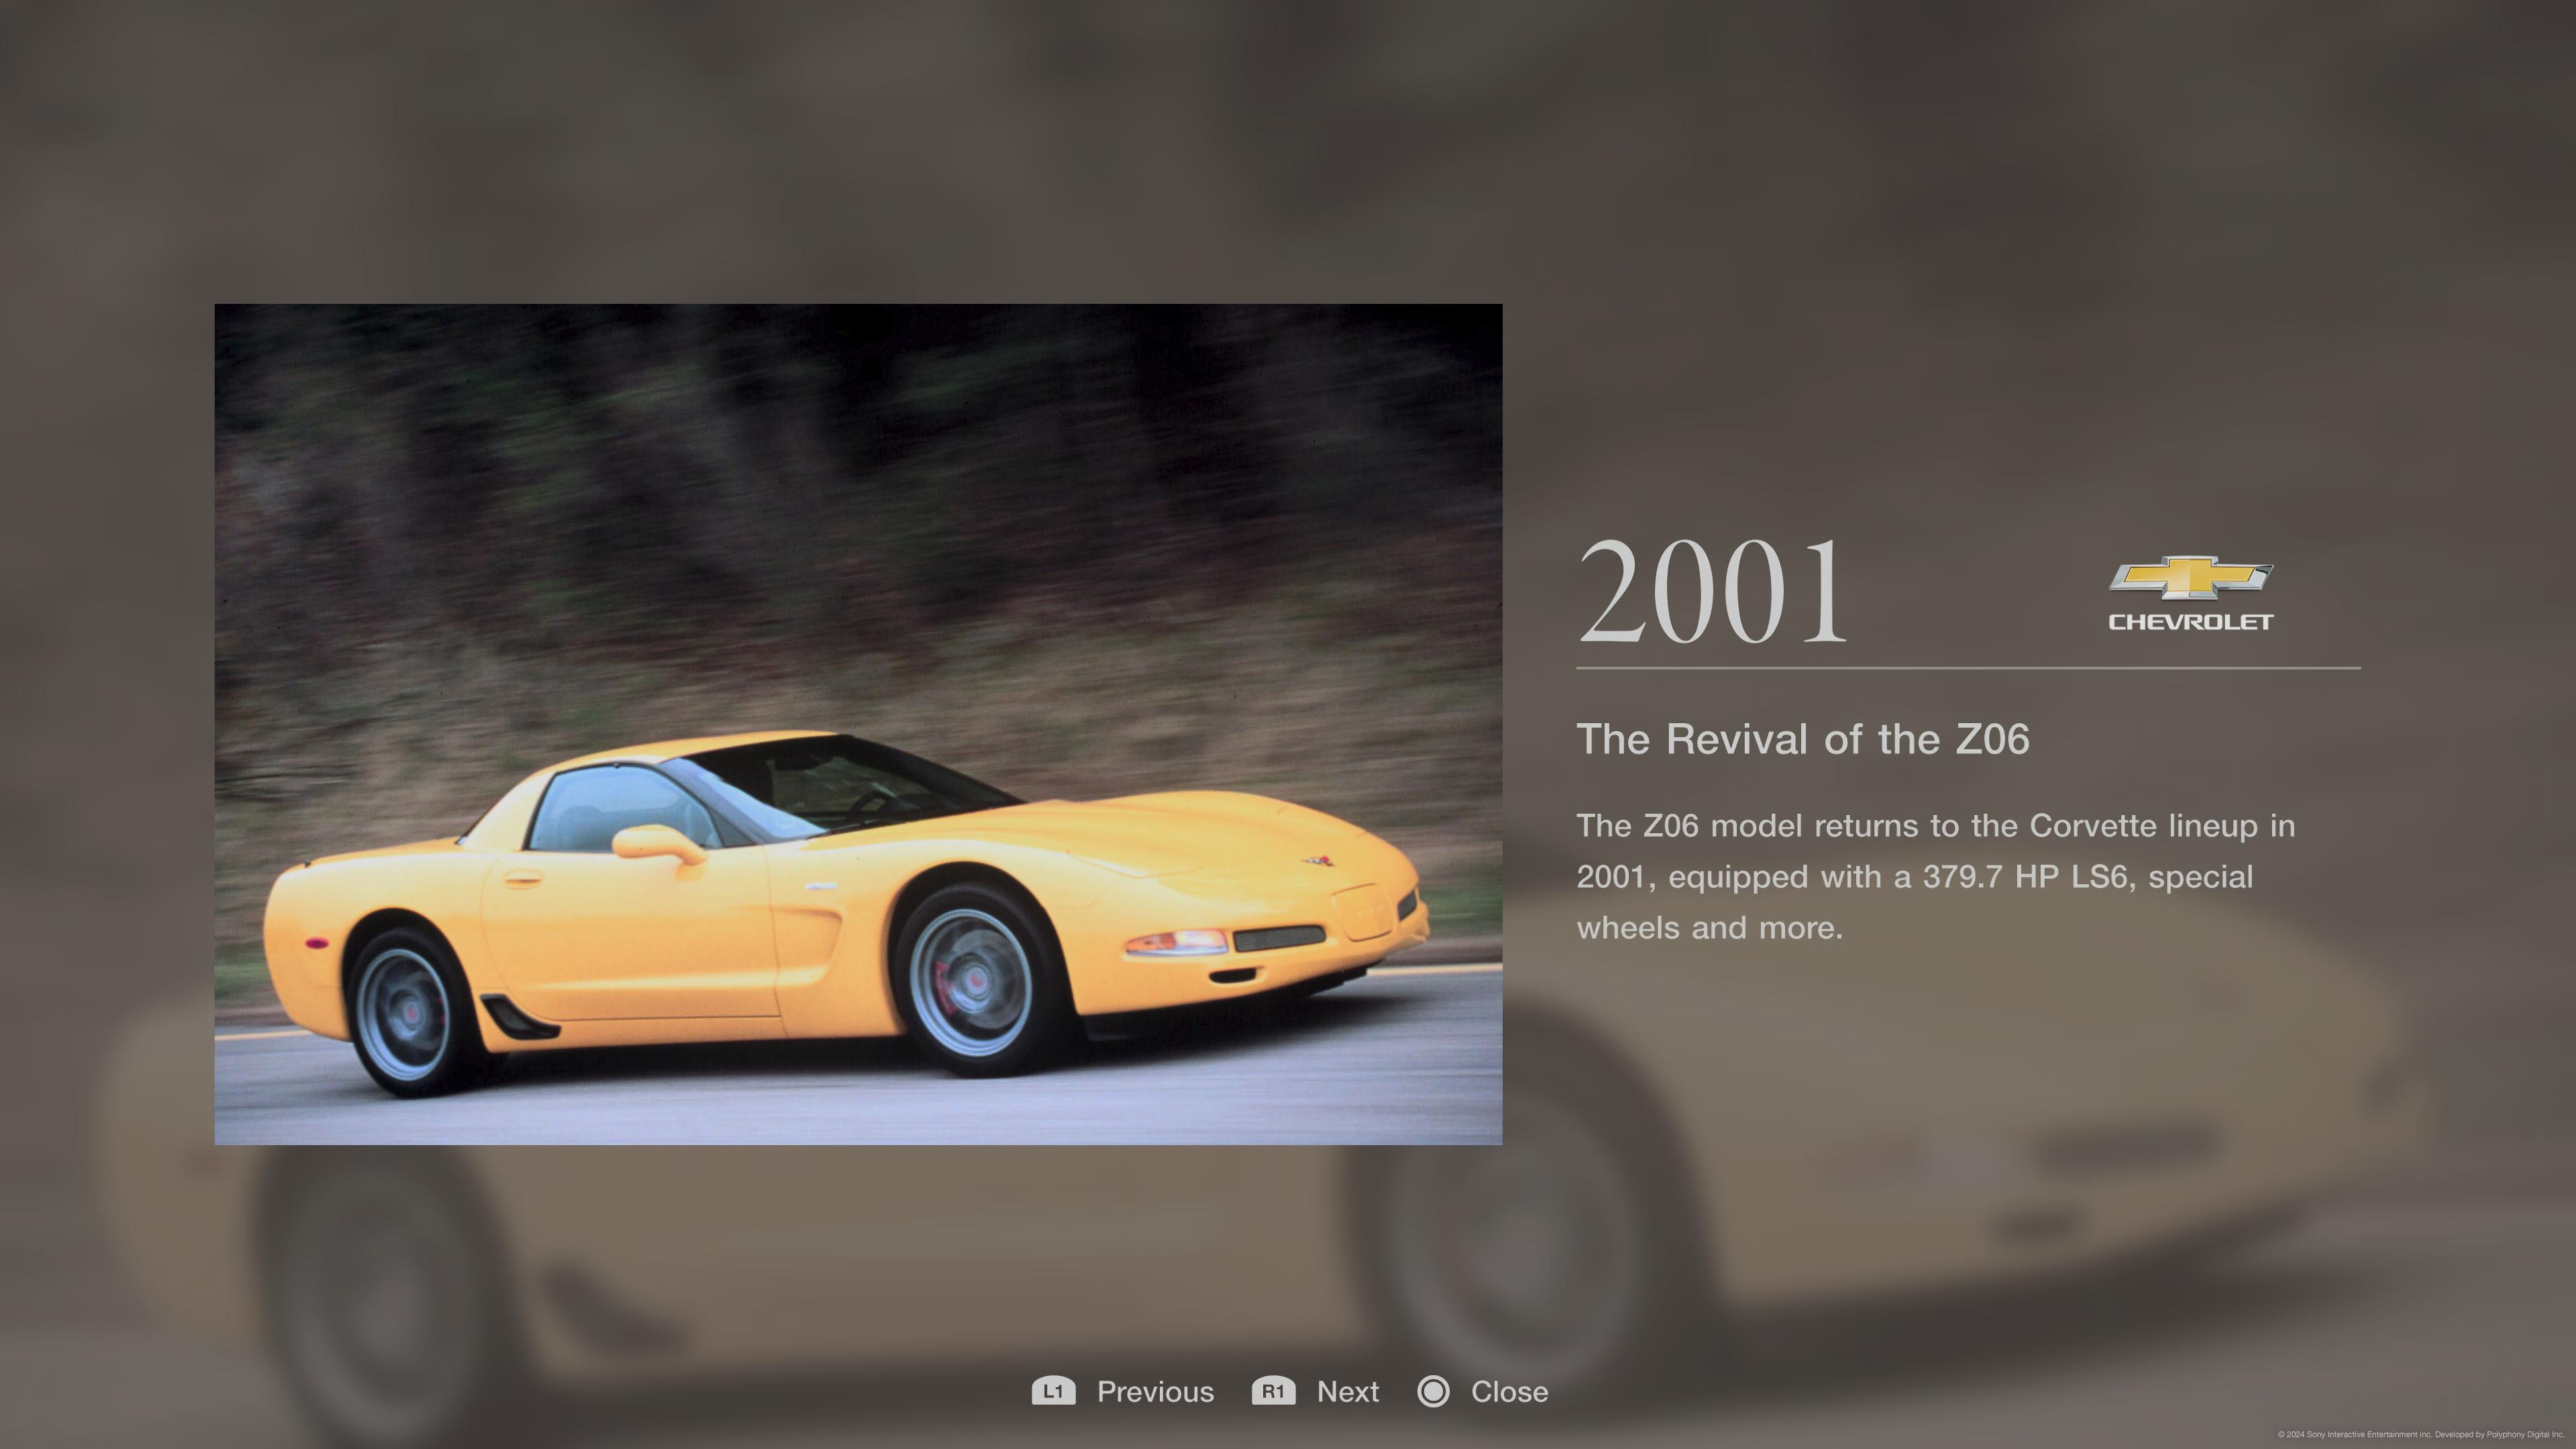 2001
CHEVROLET
The Revival of the Z06
The Z06 model returns to the Corvette lineup in
2001, equipped with a 379.7 HP LS6, special
wheels and more.
L1 Previous R1 Next Close
© 2024 Sony Interactive Entertainment Inc. Developed by Polyphony Digital Inc.